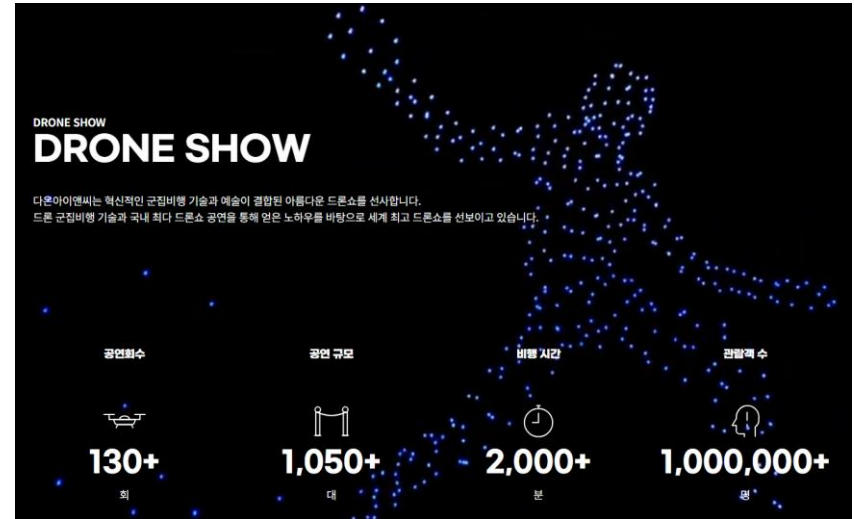 DRONE SHOW
DRONE SHOW
다온아이앤씨는 혁신적인 군집비행 기술과 예술이 결합된 아름다운 드론쇼를 선사합니다.
드론 군집비행 기술과 국내 최다 드론쇼 공연을 통해 얻은 노하우를 바탕으로 세계 최고 드론쇼를 선보이고 있습니다.
공연회수 공연 규모 비행 시간 관람객 수
130+ 1,050+ 2,000+ 1,000,000+
회 대 분 명